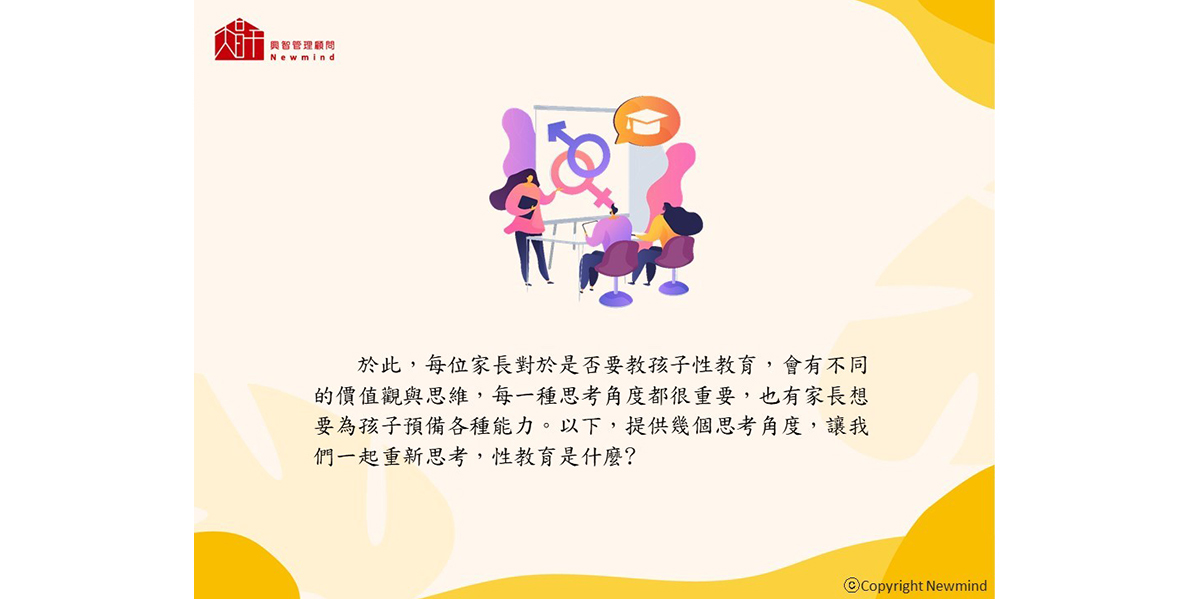 興智管理顧問
Newmind
於此，每位家長對於是否要教孩子性教育，會有不同
的價值觀與思維，每一種思考角度都很重要，也有家長想
要為孩子預備各種能力。以下，提供幾個思考角度，讓我
們一起重新思考，性教育是什麼?
ⓒCopyright Newmind